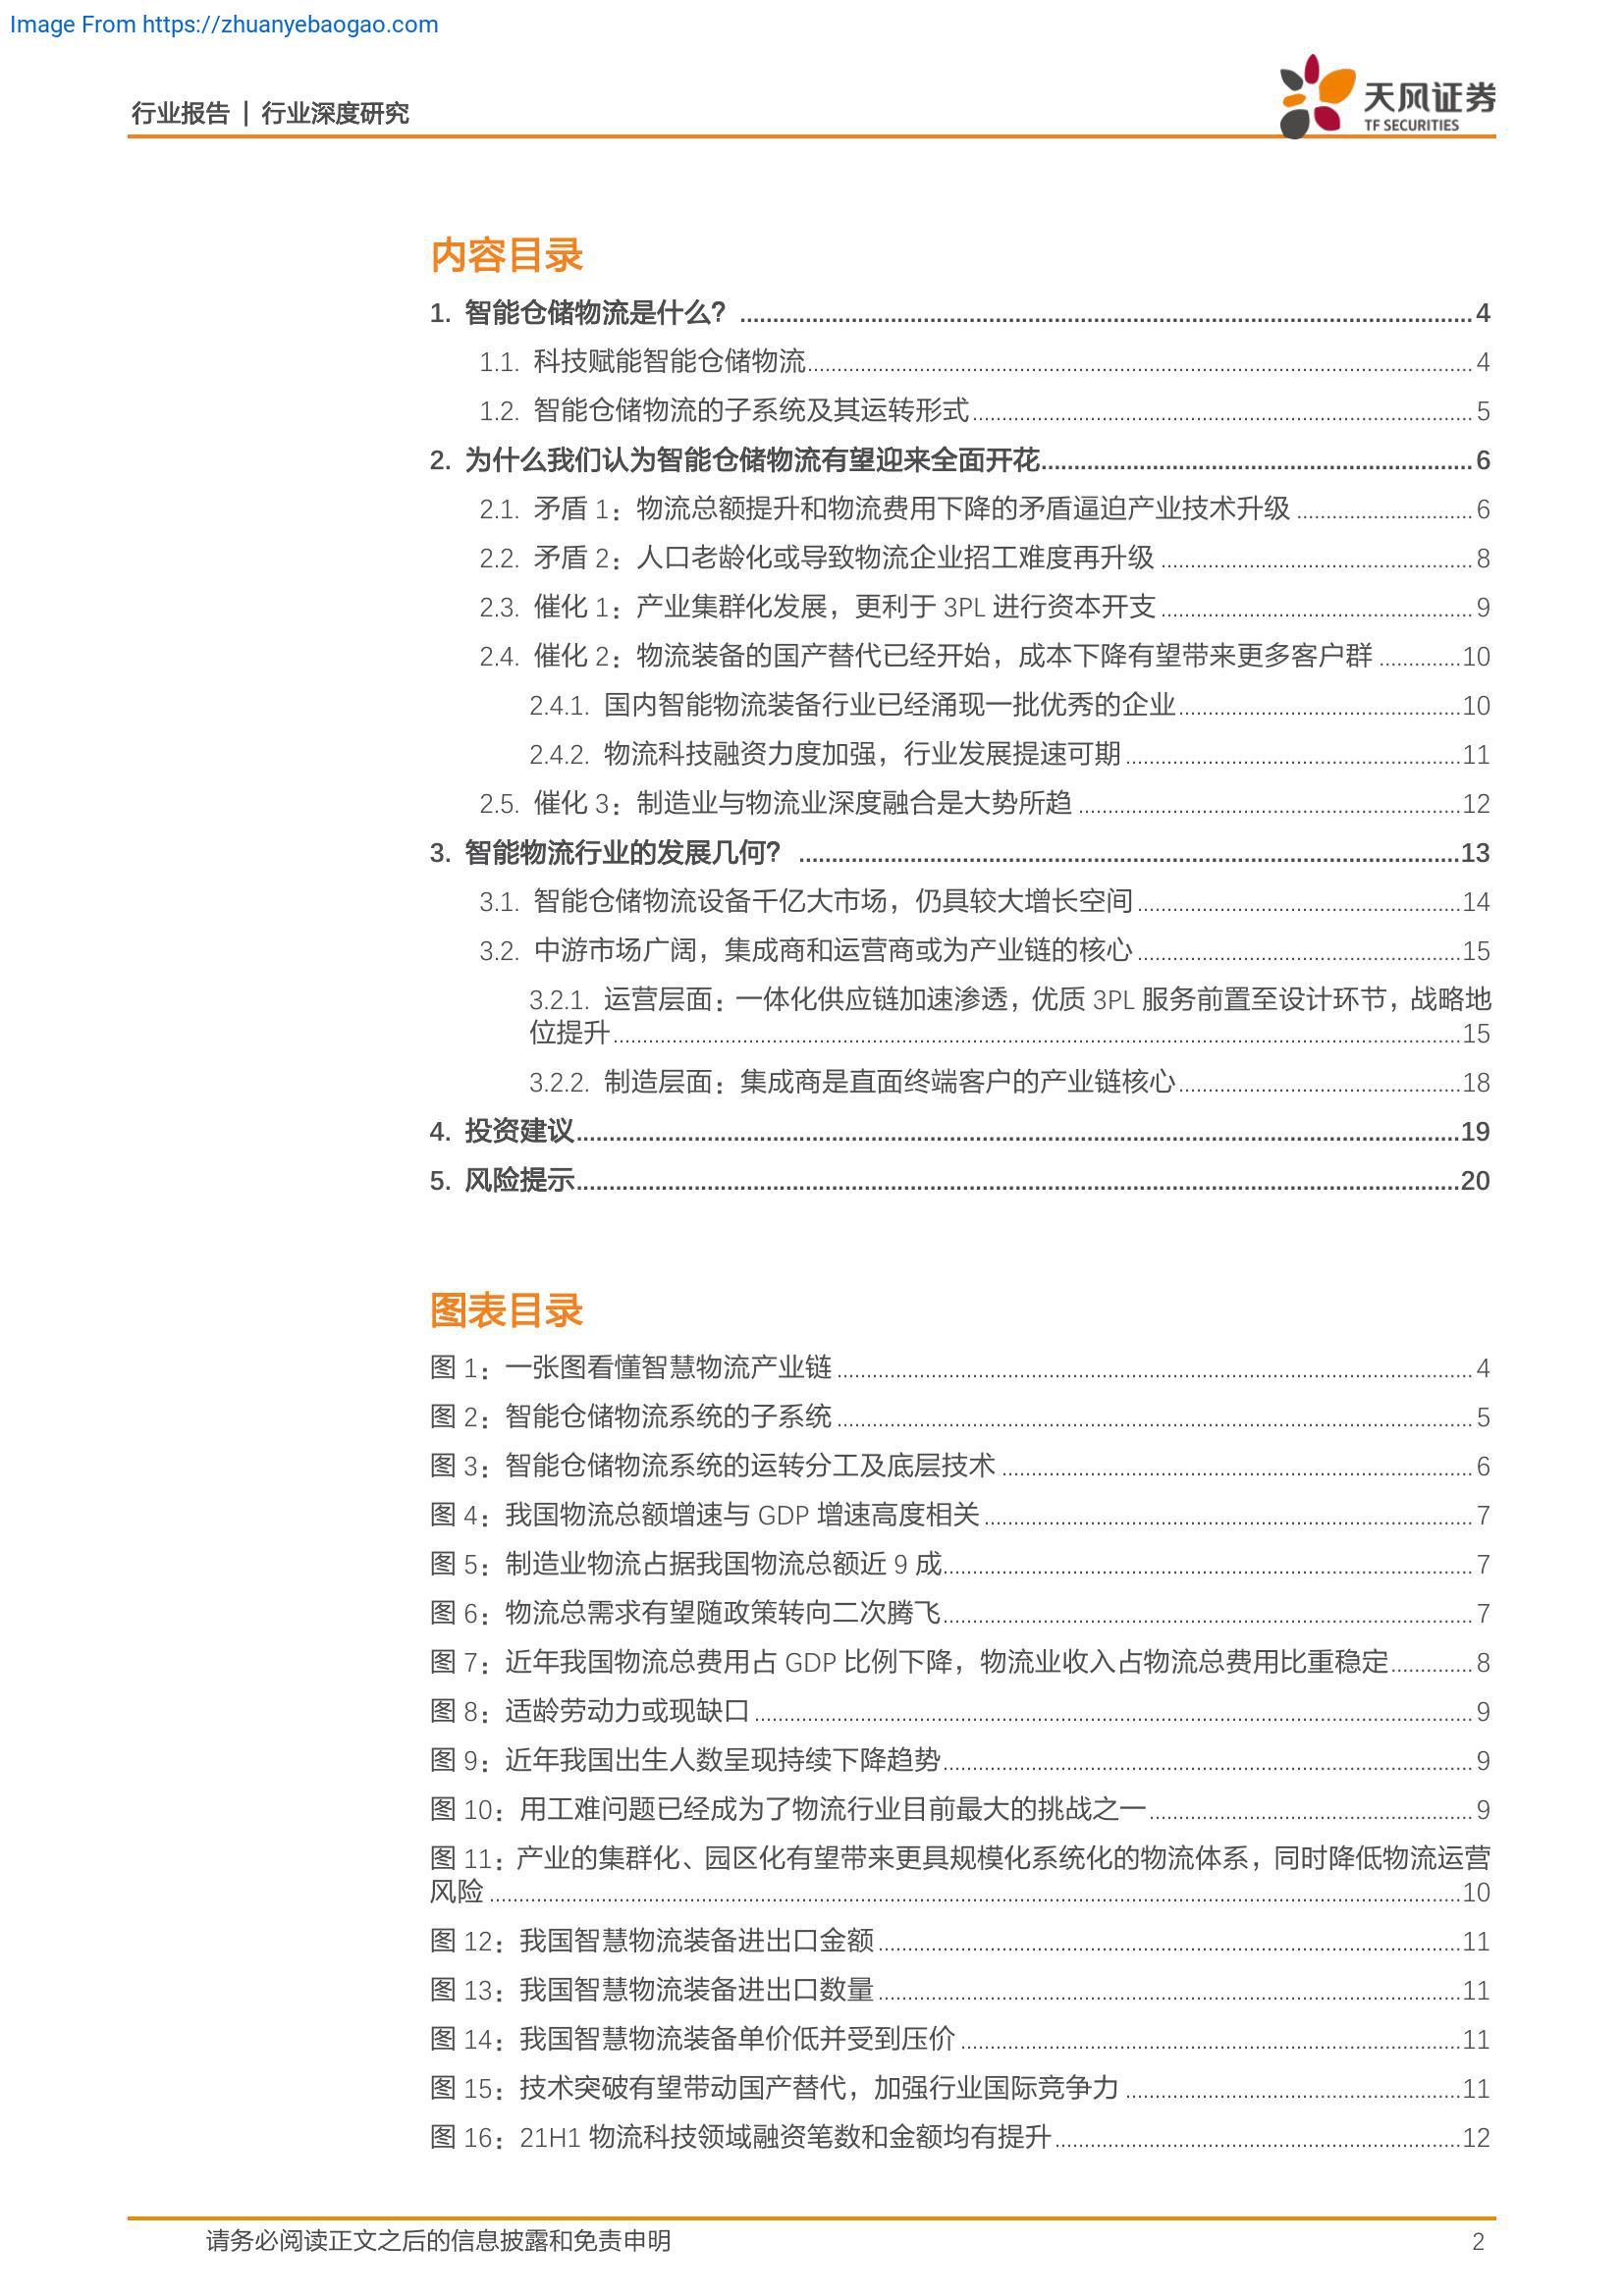 Image From https://zhuanyebaogao.com
行业报告 | 行业深度研究
天风证券
TF SECURITIES
内容目录
1. 智能仓储物流是什么？ ........................................ 4
1.1. 科技赋能智能仓储物流 ........................................ 4
1.2. 智能仓储物流的子系统及其运转形式 ........................................ 5
2. 为什么我们认为智能仓储物流有望迎来全面开花 ........................................ 6
2.1. 矛盾 1：物流总额提升和物流费用下降的矛盾逼迫产业技术升级 ........................................ 6
2.2. 矛盾 2：人口老龄化或导致物流企业招工难度再升级 ........................................ 8
2.3. 催化 1：产业集群化发展，更利于 3PL 进行资本开支 ........................................ 9
2.4. 催化 2：物流装备的国产替代已经开始，成本下降有望带来更多客户群 ........................................ 10
2.4.1. 国内智能物流装备行业已经涌现一批优秀的企业 ........................................ 10
2.4.2. 物流科技融资力度加强，行业发展提速可期 ........................................ 11
2.5. 催化 3：制造业与物流业深度融合是大势所趋 ........................................ 12
3. 智能物流行业的发展几何？ ........................................ 13
3.1. 智能仓储物流设备千亿大市场，仍具较大增长空间 ........................................ 14
3.2. 中游市场广阔，集成商和运营商或为产业链的核心 ........................................ 15
3.2.1. 运营层面：一体化供应链加速渗透，优质 3PL 服务前置至设计环节，战略地
位提升 ........................................ 15
3.2.2. 制造层面：集成商是直面终端客户的产业链核心 ........................................ 18
4. 投资建议 ........................................ 19
5. 风险提示 ........................................ 20
图表目录
图 1：一张图看懂智慧物流产业链 ........................................ 4
图 2：智能仓储物流系统的子系统 ........................................ 5
图 3：智能仓储物流系统的运转分工及底层技术 ........................................ 6
图 4：我国物流总额增速与 GDP 增速高度相关 ........................................ 7
图 5：制造业物流占据我国物流总额近 9 成 ........................................ 7
图 6：物流总需求有望随政策转向二次腾飞 ........................................ 7
图 7：近年我国物流总费用占 GDP 比例下降，物流业收入占物流总费用比重稳定 ........................................ 8
图 8：适龄劳动力或现缺口 ........................................ 9
图 9：近年我国出生人数呈现持续下降趋势 ........................................ 9
图 10：用工难问题已经成为了物流行业目前最大的挑战之一 ........................................ 9
图 11：产业的集群化、园区化有望带来更具规模化系统化的物流体系，同时降低物流运营
风险 ........................................ 10
图 12：我国智慧物流装备进出口金额 ........................................ 11
图 13：我国智慧物流装备进出口数量 ........................................ 11
图 14：我国智慧物流装备单价低并受到压价 ........................................ 11
图 15：技术突破有望带动国产替代，加强行业国际竞争力 ........................................ 11
图 16：21H1 物流科技领域融资笔数和金额均有提升 ........................................ 12
请务必阅读正文之后的信息披露和免责申明 2